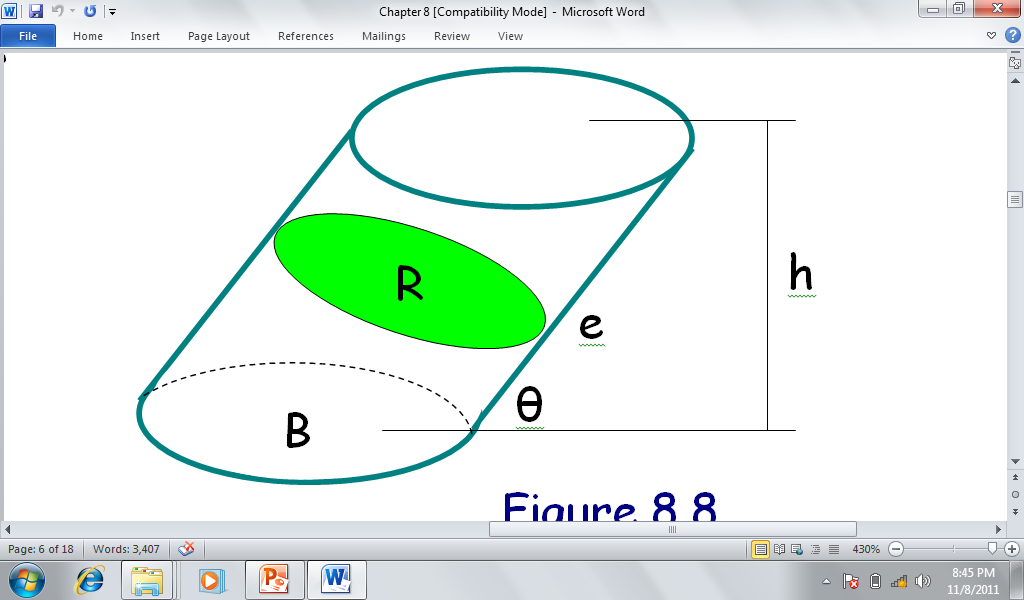 Chapter 8 [Compatibility Mode] - Microsoft Word
File Home Insert Page Layout References Mailings Review View
R
h
e
θ
B
Figure 8.8
Page: 6 of 18 Words: 3,407 430%
8:45 PM
11/8/2011